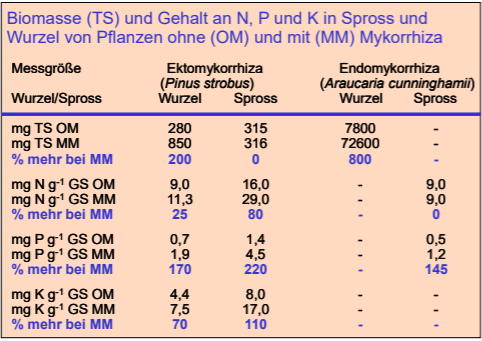 Biomasse (TS) und Gehalt an N, P und K in Spross und
Wurzel von Pflanzen ohne (OM) und mit (MM) Mykorrhiza
Messgröße Ektomykorrhiza Endomykorrhiza
(Pinus strobus) (Araucaria cunninghamii)
Wurzel/Spross Wurzel Spross Wurzel Spross
mg TS OM 280 315 7800 -
mg TS MM 850 316 72600 -
% mehr bei MM 200 0 800 -
mg N g-1 GS OM 9,0 16,0 - 9,0
mg N g-1 GS MM 11,3 29,0 - 9,0
% mehr bei MM 25 80 - 0
mg P g-1 GS OM 0,7 1,4 - 0,5
mg P g-1 GS MM 1,9 4,5 - 1,2
% mehr bei MM 170 220 - 145
mg K g-1 GS OM 4,4 8,0 - -
mg K g-1 GS MM 7,5 17,0 - -
% mehr bei MM 70 110 - -